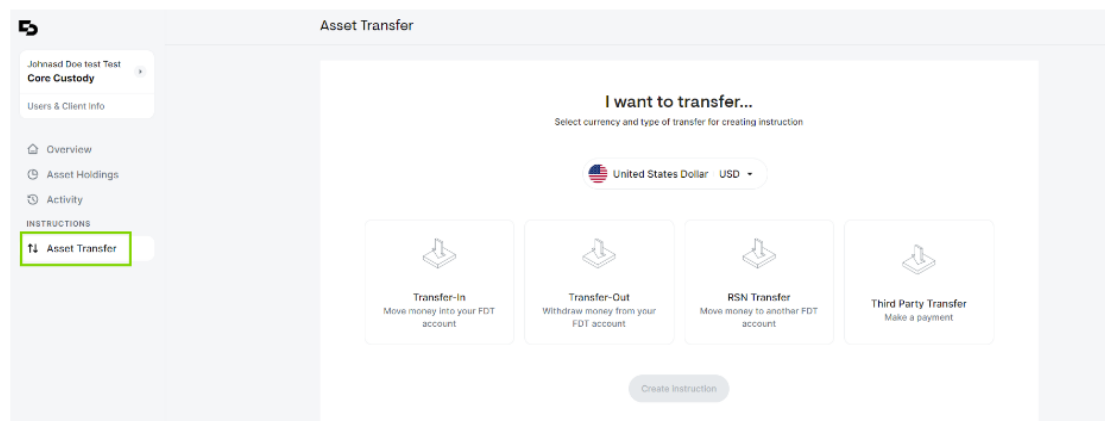 Asset Transfer
Johnasd Doe test Test
Core Custody
Users & Client Info
Overview
Asset Holdings
Activity
INSTRUCTIONS
Asset Transfer
I want to transfer...
Select currency and type of transfer for creating instruction
United States Dollar USD
Transfer-In
Move money into your FDT
account
Transfer-Out
Withdraw money from your
FDT account
RSN Transfer
Move money to another FDT
account
Third Party Transfer
Make a payment
Create Instruction